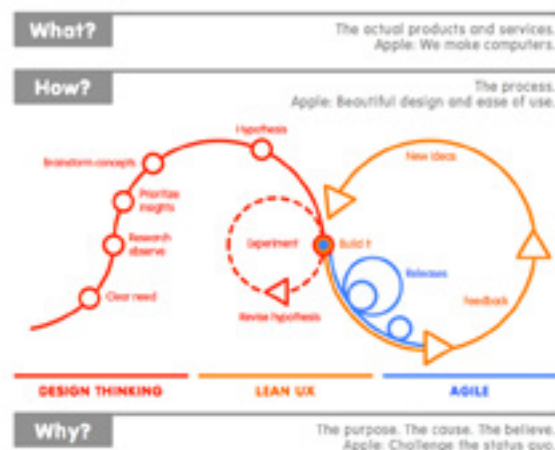 What?
The actual products and services.
Apple: We make computers.
How?
The process.
Apple: Beautiful design and ease of use.
Hypothesis
Brainstorm concepts
New ideas
Prioritize
insights
Research
observe
Experiment
Build it
Releases
Clear need
Feedback
Revise hypothesis
DESIGN THINKING
LEAN UX
AGILE
Why?
The purpose. The cause. The believe.
Apple: Challenge the status quo.